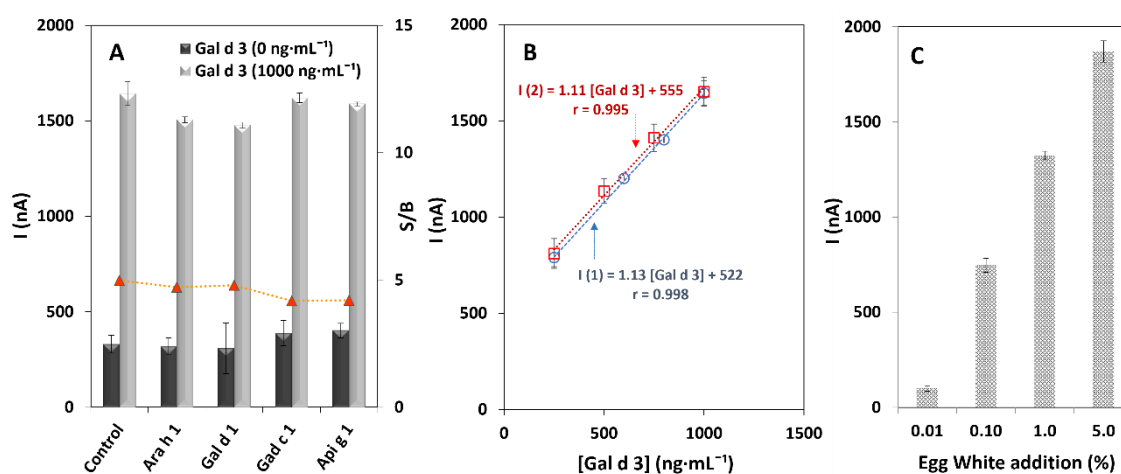 A
Gal d 3 (0 ng·mL⁻¹)
Gal d 3 (1000 ng·mL⁻¹)
I (nA)
2000
1500
1000
500
0
S/B
15
10
5
0
Control
Ara h 1
Gal d 1
Gad c 1
Api g 1
B
I (2) = 1.11 [Gal d 3] + 555
r = 0.995
I (1) = 1.13 [Gal d 3] + 522
r = 0.998
I (nA)
2000
1500
1000
500
0
0
500
1000
1500
[Gal d 3] (ng·mL⁻¹)
C
I (nA)
2000
1500
1000
500
0
0.01
0.10
1.0
5.0
Egg White addition (%)